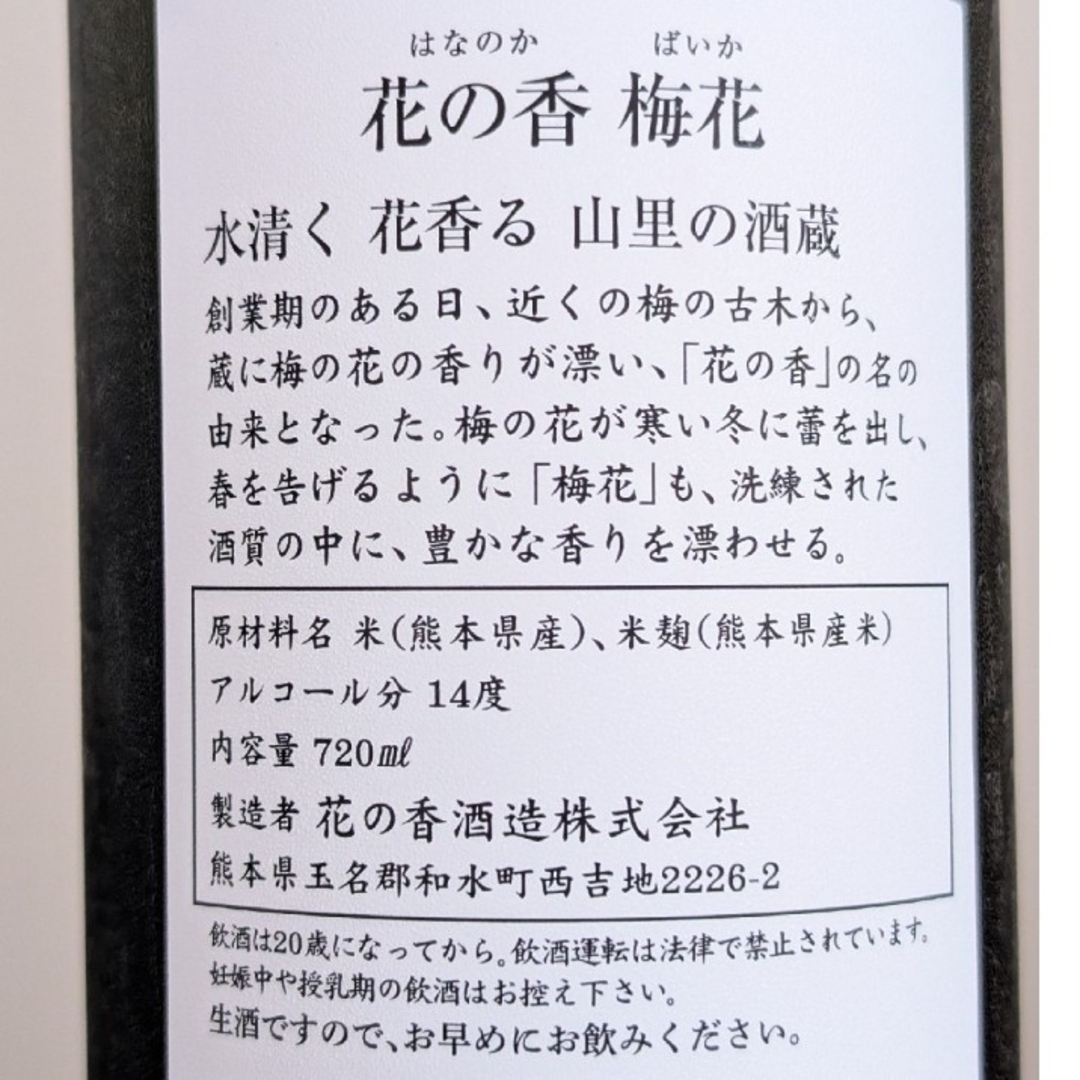 はなのか ばいか
花の香 梅花
水清く 花香る 山里の酒蔵
創業期のある日、近くの梅の古木から、
蔵に梅の花の香りが漂い、「花の香」の名の
由来となった。梅の花が寒い冬に蕾を出し、
春を告げるように「梅花」も、洗練された
酒質の中に、豊かな香りを漂わせる。
原材料名 米(熊本県産)、米麹(熊本県産米)
アルコール分 14度
内容量 720㎖
製造者 花の香酒造株式会社
熊本県玉名郡和水町西吉地2226-2
飲酒は20歳になってから。飲酒運転は法律で禁止されています。
妊娠中や授乳期の飲酒はお控え下さい。
生酒ですので、お早めにお飲みください。